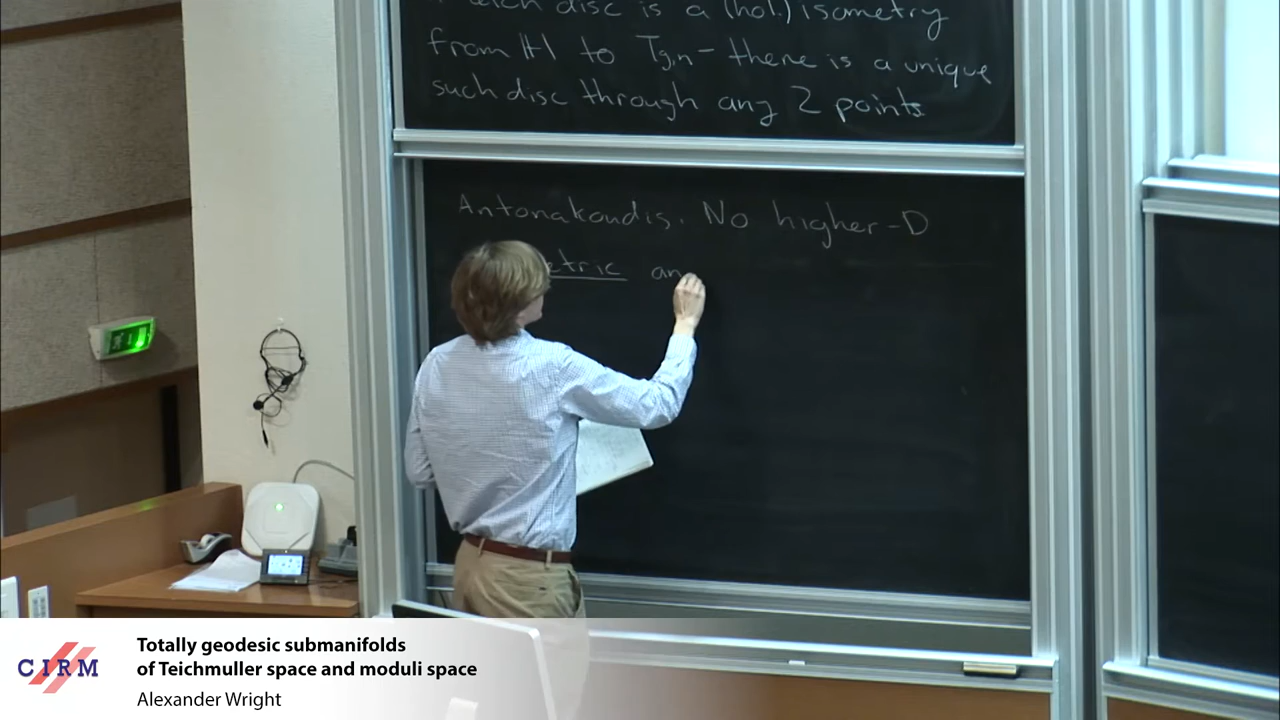 each disc is a (hol.) isometry
from H to Tg,n - there is a unique
such disc through any 2 points
Antonakoudis. No higher-D
etric an
CIRM
Totally geodesic submanifolds
of Teichmuller space and moduli space
Alexander Wright